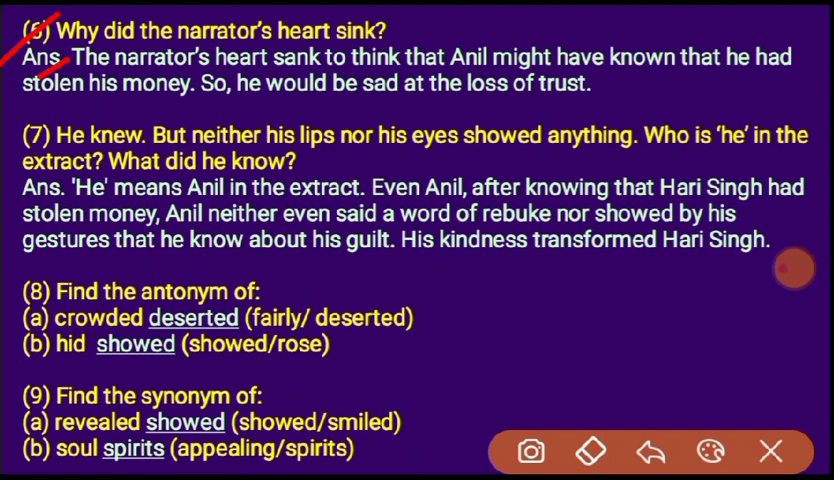 (6) Why did the narrator's heart sink?
Ans. The narrator's heart sank to think that Anil might have known that he had
stolen his money. So, he would be sad at the loss of trust.
(7) He knew. But neither his lips nor his eyes showed anything. Who is 'he' in the
extract? What did he know?
Ans. 'He' means Anil in the extract. Even Anil, after knowing that Hari Singh had
stolen money, Anil neither even said a word of rebuke nor showed by his
gestures that he know about his guilt. His kindness transformed Hari Singh.
(8) Find the antonym of:
(a) crowded deserted (fairly/ deserted)
(b) hid showed (showed/rose)
(9) Find the synonym of:
(a) revealed showed (showed/smiled)
(b) soul spirits (appealing/spirits)